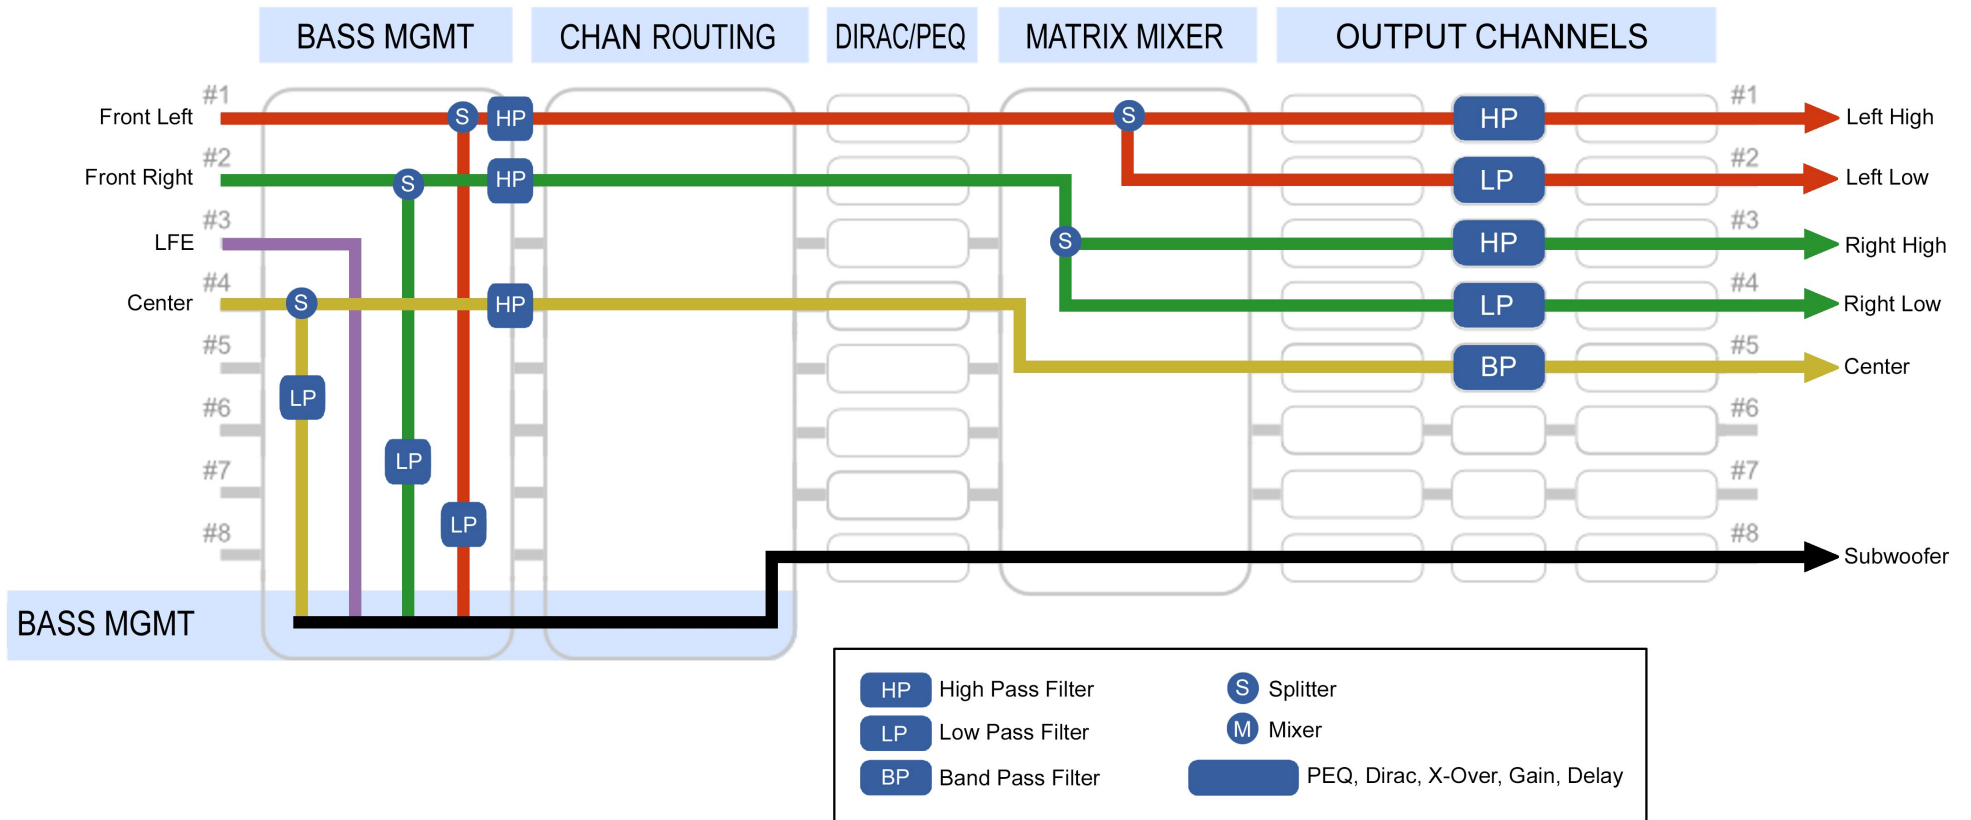 BASS MGMT
CHAN ROUTING
DIRAC/PEQ
MATRIX MIXER
OUTPUT CHANNELS
#1
Front Left
S
HP
S
HP
#1
Left High
#2
Front Right
S
HP
LP
#2
Left Low
#3
LFE
S
HP
#3
Right High
#4
Center
S
HP
LP
#4
Right Low
#5
BP
#5
Center
LP
#6
#6
LP
#7
#7
LP
#8
#8
Subwoofer
BASS MGMT
HP High Pass Filter
S Splitter
LP Low Pass Filter
M Mixer
BP Band Pass Filter
PEQ, Dirac, X-Over, Gain, Delay